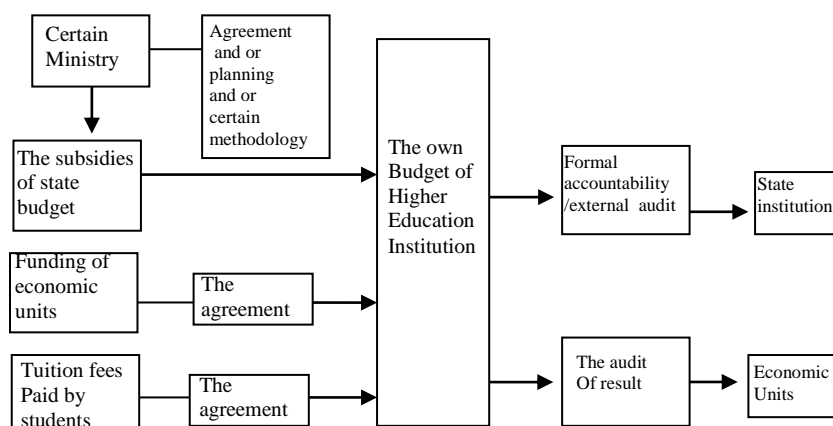 Certain
Ministry
Agreement
and or
planning
and or
certain
methodology
The subsidies
of state
budget
Funding of
economic
units
The
agreement
Tuition fees
Paid by
students
The
agreement
The own
Budget of
Higher
Education
Institution
Formal
accountability
/external audit
State
institution
The audit
Of result
Economic
Units